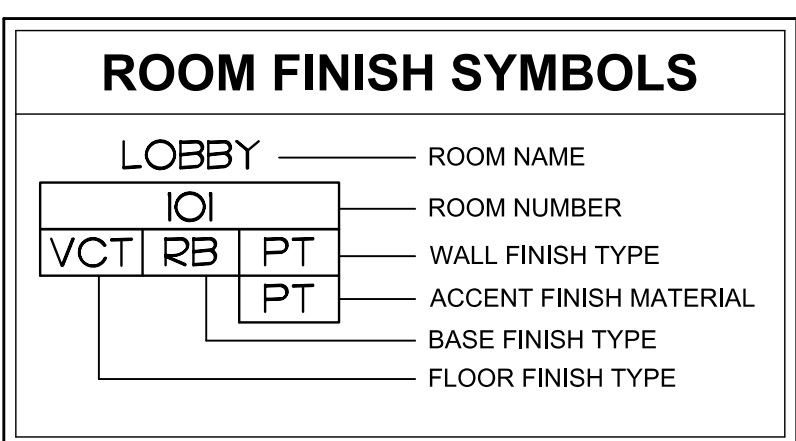 ROOM FINISH SYMBOLS
LOBBY ROOM NAME
101 ROOM NUMBER
VCT RB PT WALL FINISH TYPE
PT ACCENT FINISH MATERIAL
BASE FINISH TYPE
FLOOR FINISH TYPE